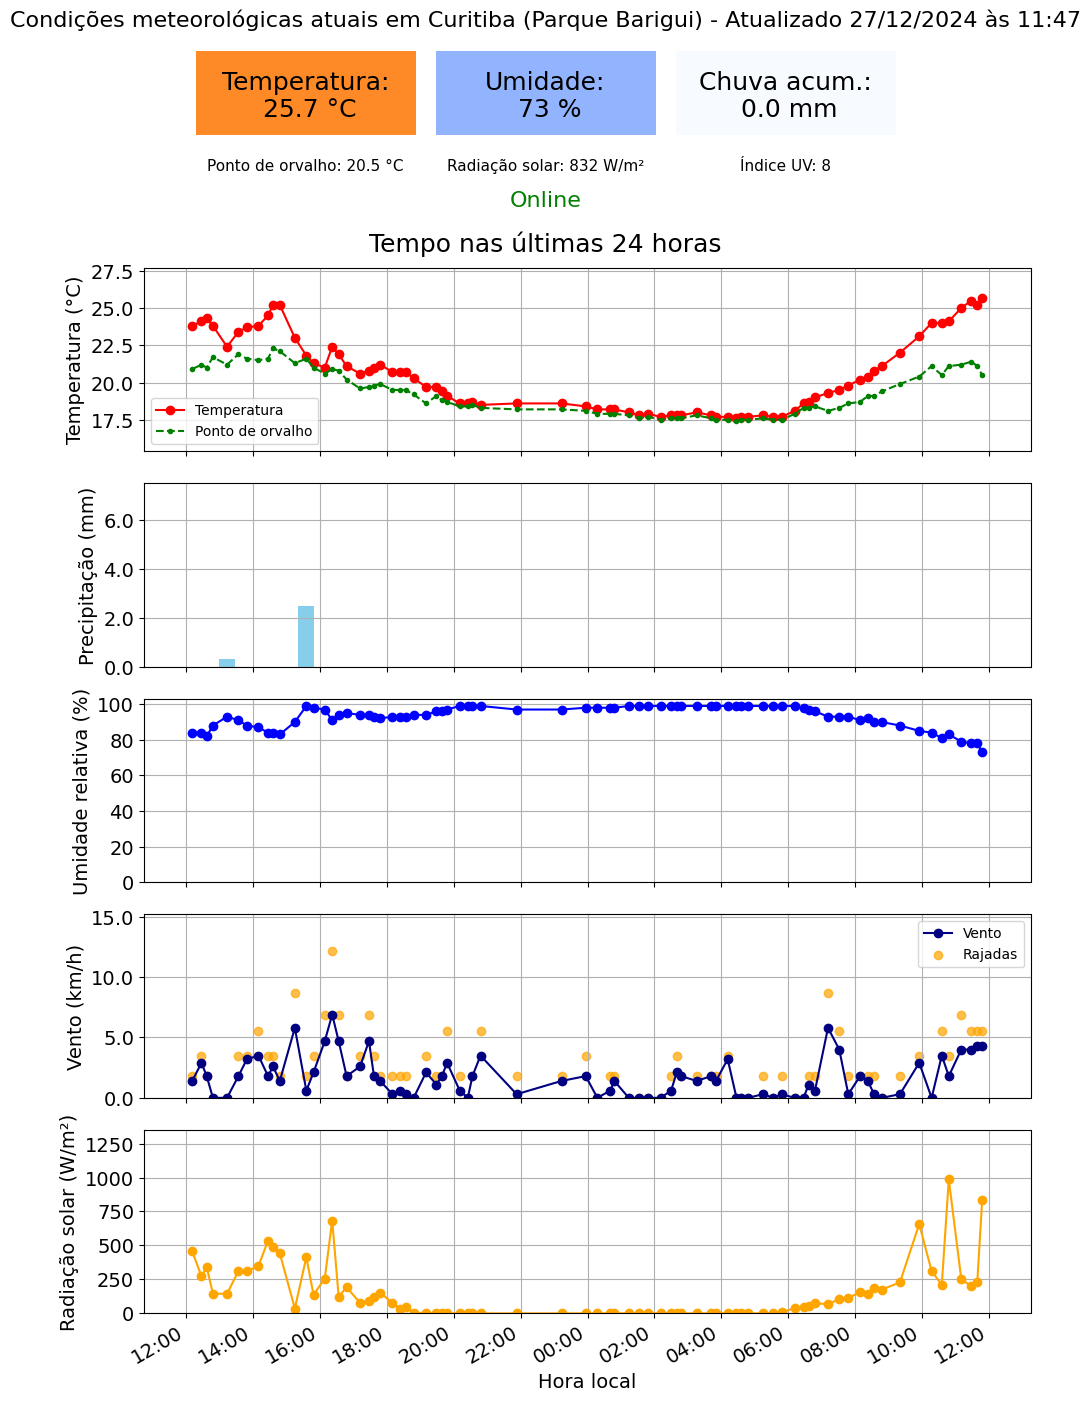 Condições meteorológicas atuais em Curitiba (Parque Barigui) - Atualizado 27/12/2024 às 11:47
Temperatura:
25.7 °C
Umidade:
73 %
Chuva acum.:
0.0 mm
Ponto de orvalho: 20.5 °C
Radiação solar: 832 W/m²
Índice UV: 8
Online
Tempo nas últimas 24 horas
Temperatura (°C)
27.5
25.0
22.5
20.0
17.5
Temperatura
Ponto de orvalho
Precipitação (mm)
6.0
4.0
2.0
0.0
Umidade relativa (%)
100
80
60
40
20
0
Vento (km/h)
15.0
10.0
5.0
0.0
Vento
Rajadas
Radiação solar (W/m²)
1250
1000
750
500
250
0
12:00
14:00
16:00
18:00
20:00
22:00
00:00
02:00
04:00
06:00
08:00
10:00
12:00
Hora local